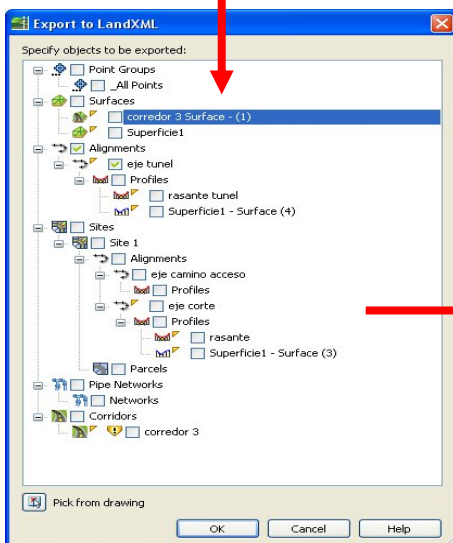 Export to LandXML
Specify objects to be exported:
Point Groups
_All Points
Surfaces
corredor 3 Surface - (1)
Superficie1
Alignments
eje tunel
Profiles
rasante tunel
Superficie1 - Surface (4)
Sites
Site 1
Alignments
eje camino acceso
Profiles
eje corte
Profiles
rasante
Superficie1 - Surface (3)
Parcels
Pipe Networks
Networks
Corridors
corredor 3
Pick from drawing
OK Cancel Help